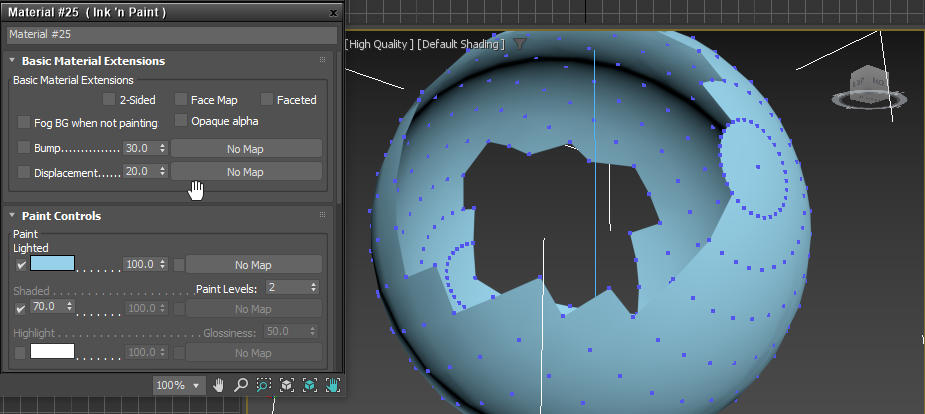 Material #25 ( Ink 'n Paint ) x
Material #25
[High Quality ] [Default Shading ]
Basic Material Extensions
Basic Material Extensions
2-Sided Face Map Faceted
Fog BG when not painting Opaque alpha
Bump.............. 30.0 No Map
Displacement...... 20.0 No Map
Paint Controls
Paint
Lighted
100.0 No Map
Shaded Paint Levels: 2
70.0 100.0 No Map
Highlight Glossiness: 50.0
100.0 No Map
100%